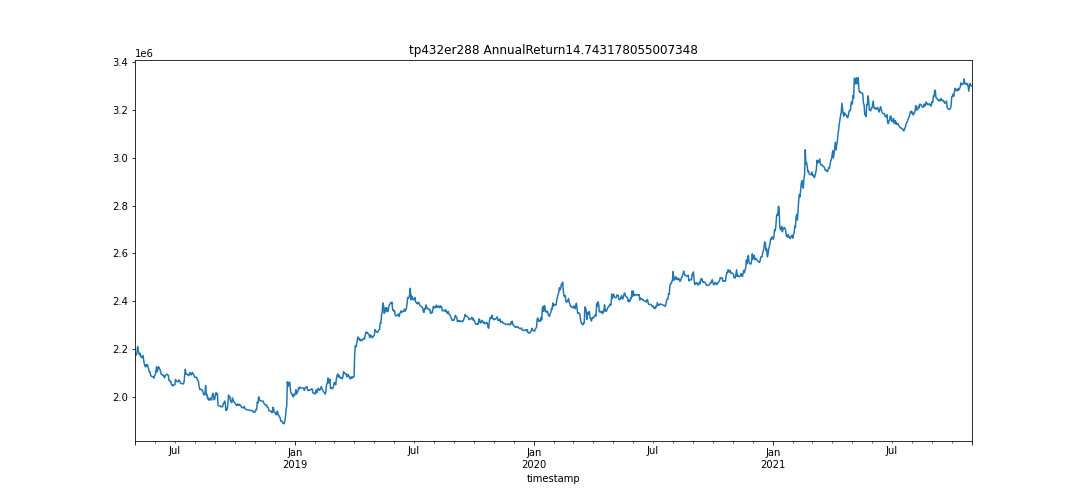 tp432er288 AnnualReturn14.743178055007348
1e6
3.4
3.2
3.0
2.8
2.6
2.4
2.2
2.0
Jul
Jan
2019
Jul
Jan
2020
Jul
Jan
2021
Jul
timestamp